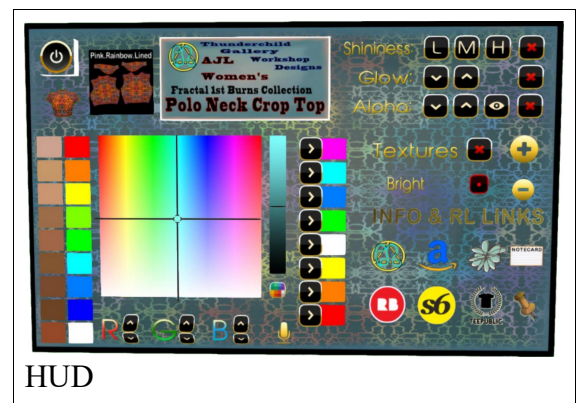 Pink.Rainbow.Lined
Thunderchild
Gallery
AJL Workshop
Designs
Women's
Fractal 1st Burns Collection
Polo Neck Crop Top
Shininess: L M H
Glow:
Alpha:
Textures
Bright
INFO & RL LiNKS
a
NOTECARD
RB
s6
TEEPUBLIC
R G B
HUD